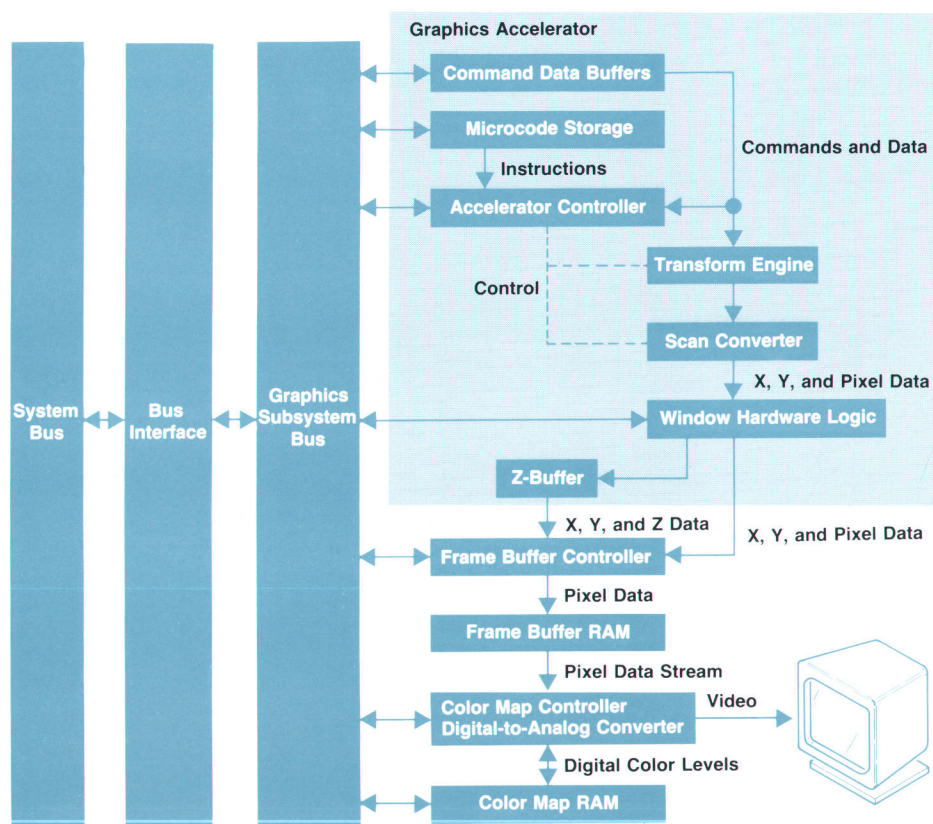 Graphics Accelerator
Command Data Buffers
Microcode Storage
Commands and Data
Instructions
Accelerator Controller
Transform Engine
Control
Scan Converter
X, Y, and Pixel Data
System
Bus
Bus
Interface
Graphics
Subsystem
Bus
Window Hardware Logic
Z-Buffer
X, Y, and Z Data
X, Y, and Pixel Data
Frame Buffer Controller
Pixel Data
Frame Buffer RAM
Pixel Data Stream
Color Map Controller
Digital-to-Analog Converter
Video
Digital Color Levels
Color Map RAM